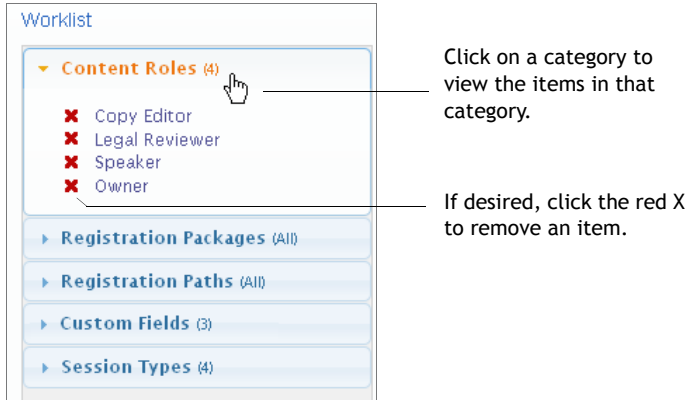 Worklist
Content Roles (4)
Copy Editor
Legal Reviewer
Speaker
Owner
Registration Packages (All)
Registration Paths (All)
Custom Fields (3)
Session Types (4)
Click on a category to
view the items in that
category.
If desired, click the red X
to remove an item.